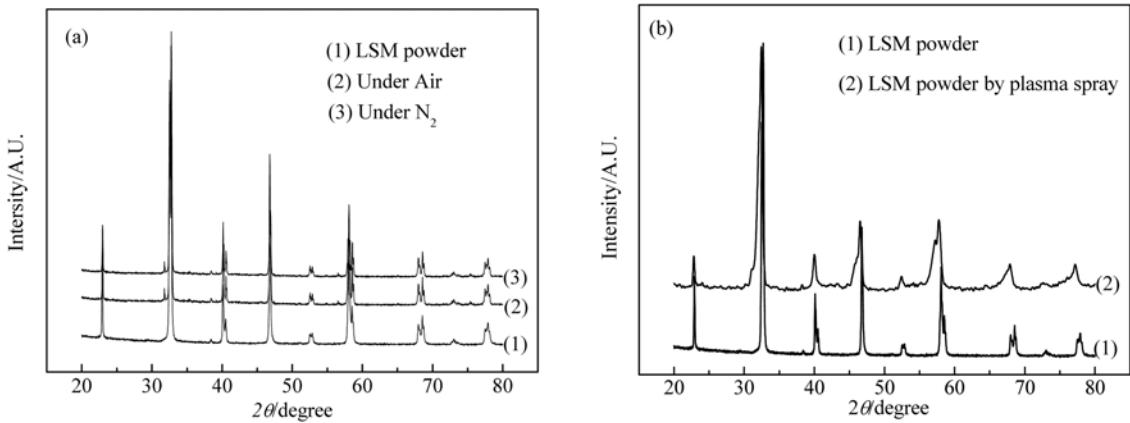 (a)
(1) LSM powder
(2) Under Air
(3) Under N2
Intersity/A.U.
(3)
(2)
(1)
20 30 40 50 60 70 80
2θ/degree
(b)
(1) LSM powder
(2) LSM powder by plasma spray
Intensity/A.U.
(2)
(1)
20 30 40 50 60 70 80
2θ/degree